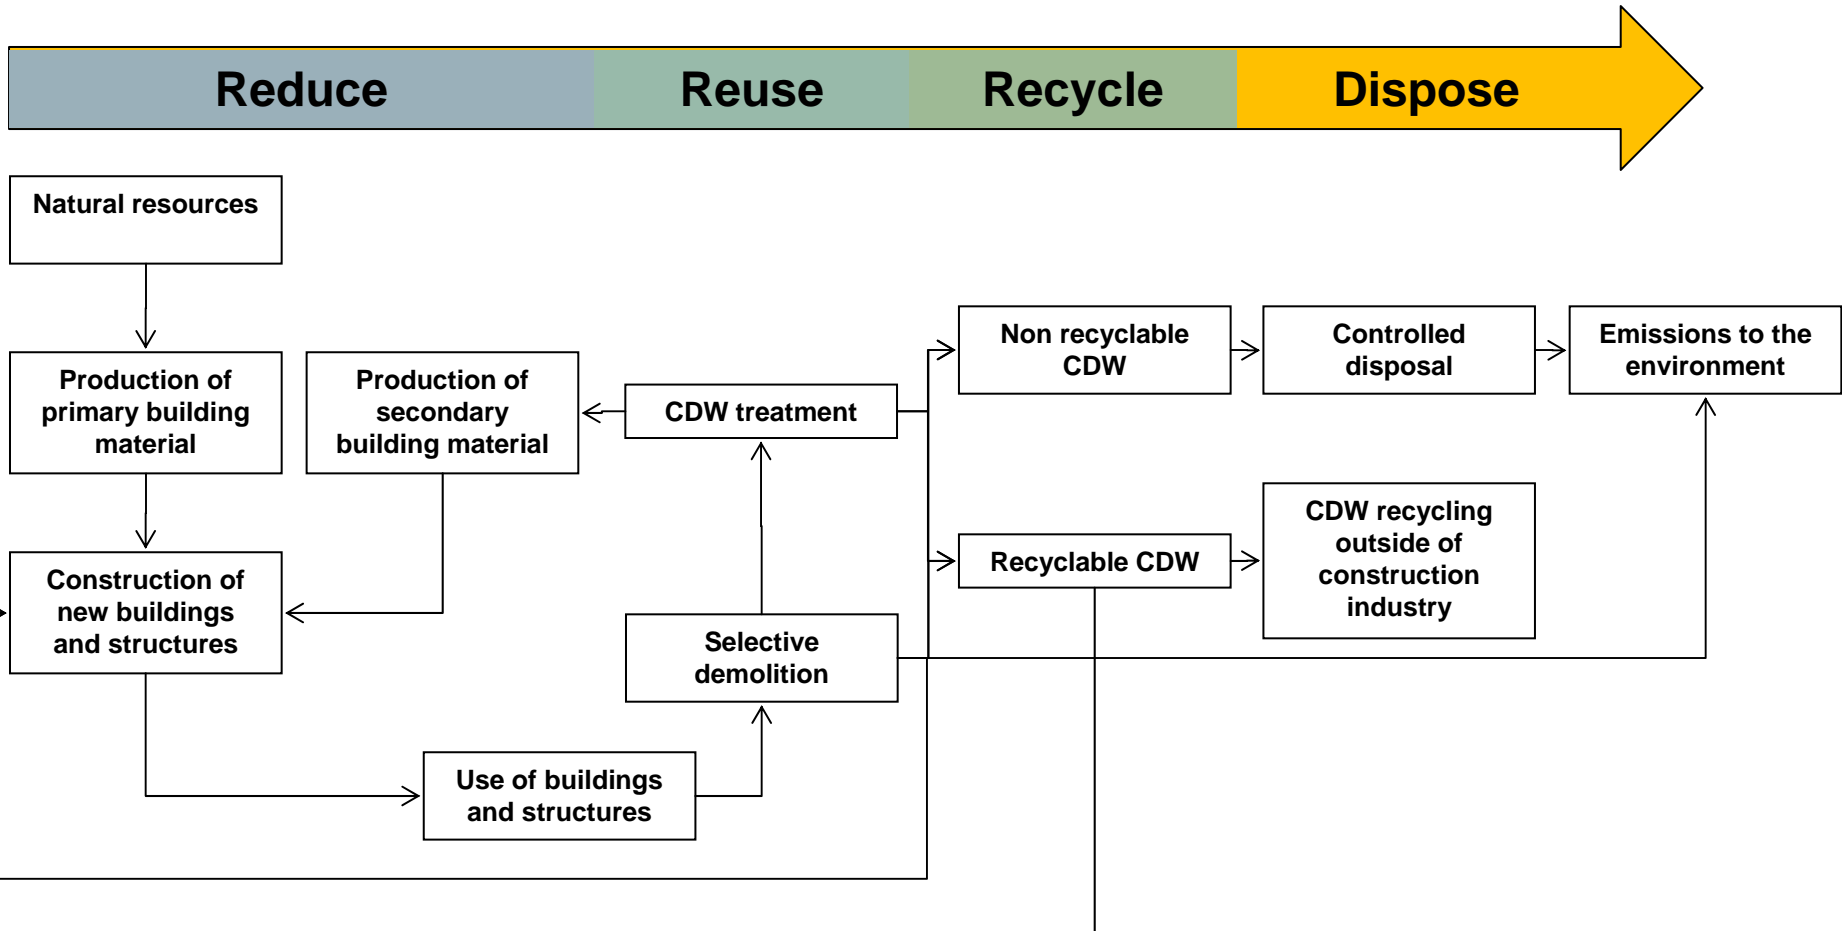 Reduce
Reuse
Recycle
Dispose
Natural resources
Production of
primary building
material
Production of
secondary
building material
CDW treatment
Non recyclable
CDW
Controlled
disposal
Emissions to the
environment
Construction of
new buildings
and structures
Selective
demolition
Recyclable CDW
CDW recycling
outside of
construction
industry
Use of buildings
and structures